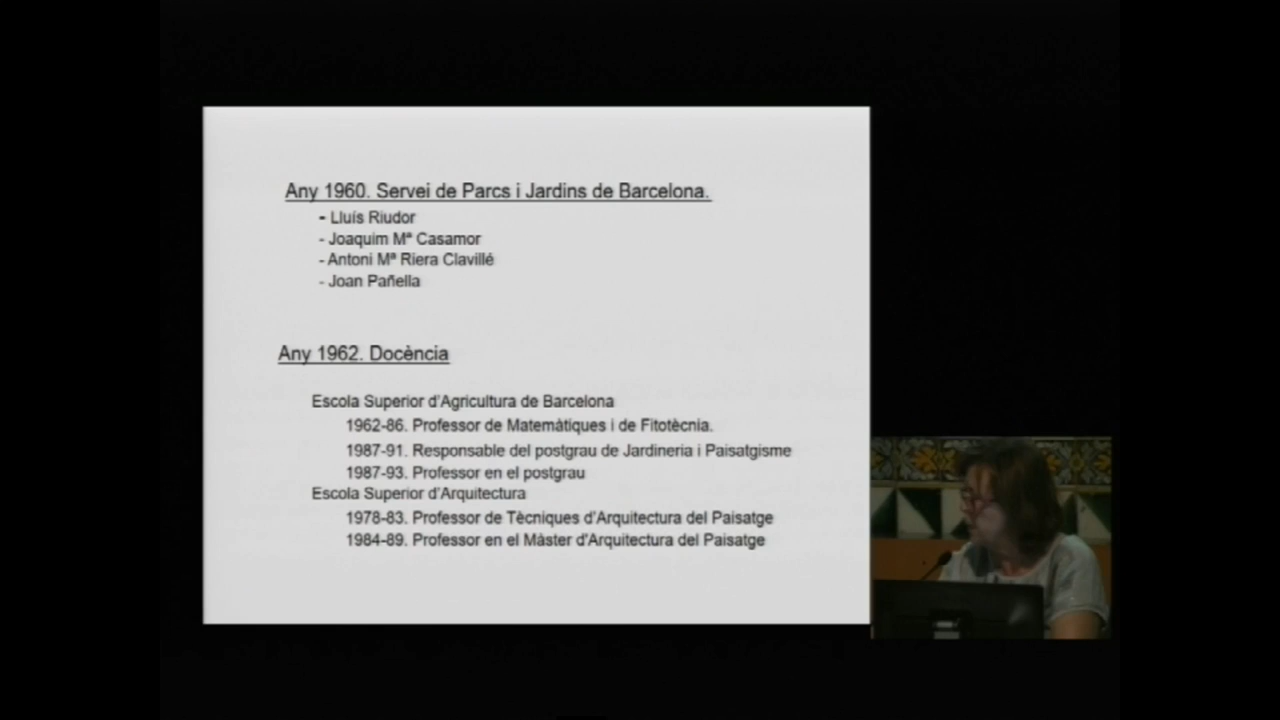 Any 1960. Servei de Parcs i Jardins de Barcelona.
- Lluís Riudor
- Joaquim Mª Casamor
- Antoni Mª Riera Clavillé
- Joan Pañella
Any 1962. Docència
Escola Superior d'Agricultura de Barcelona
1962-86. Professor de Matemàtiques i de Fitotècnia.
1987-91. Responsable del postgrau de Jardineria i Paisatgisme
1987-93. Professor en el postgrau
Escola Superior d'Arquitectura
1978-83. Professor de Tècniques d'Arquitectura del Paisatge
1984-89. Professor en el Màster d'Arquitectura del Paisatge